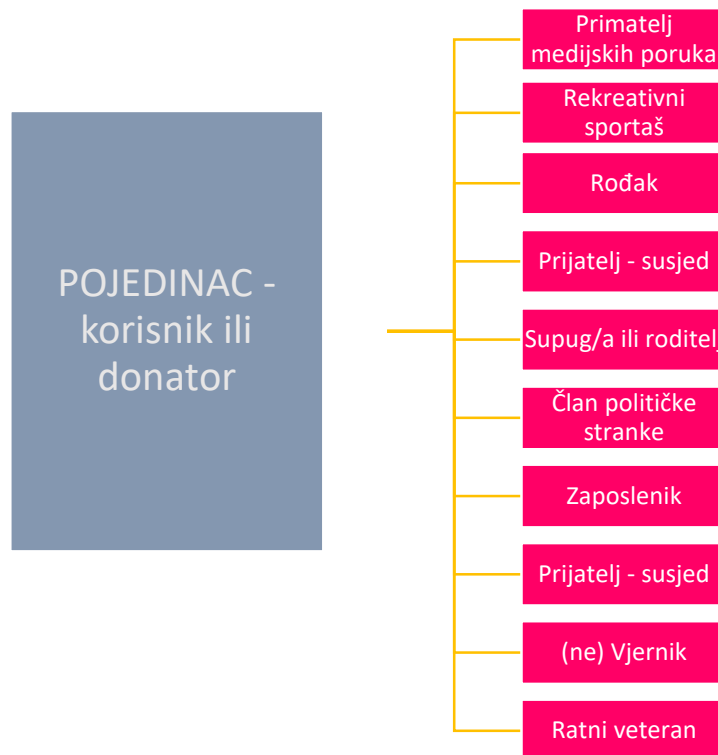 POJEDINAC -
korisnik ili
donator
Primatelj
medijskih poruka
Rekreativni
sportaš
Rođak
Prijatelj - susjed
Supug/a ili roditelj
Član političke
stranke
Zaposlenik
Prijatelj - susjed
(ne) Vjernik
Ratni veteran